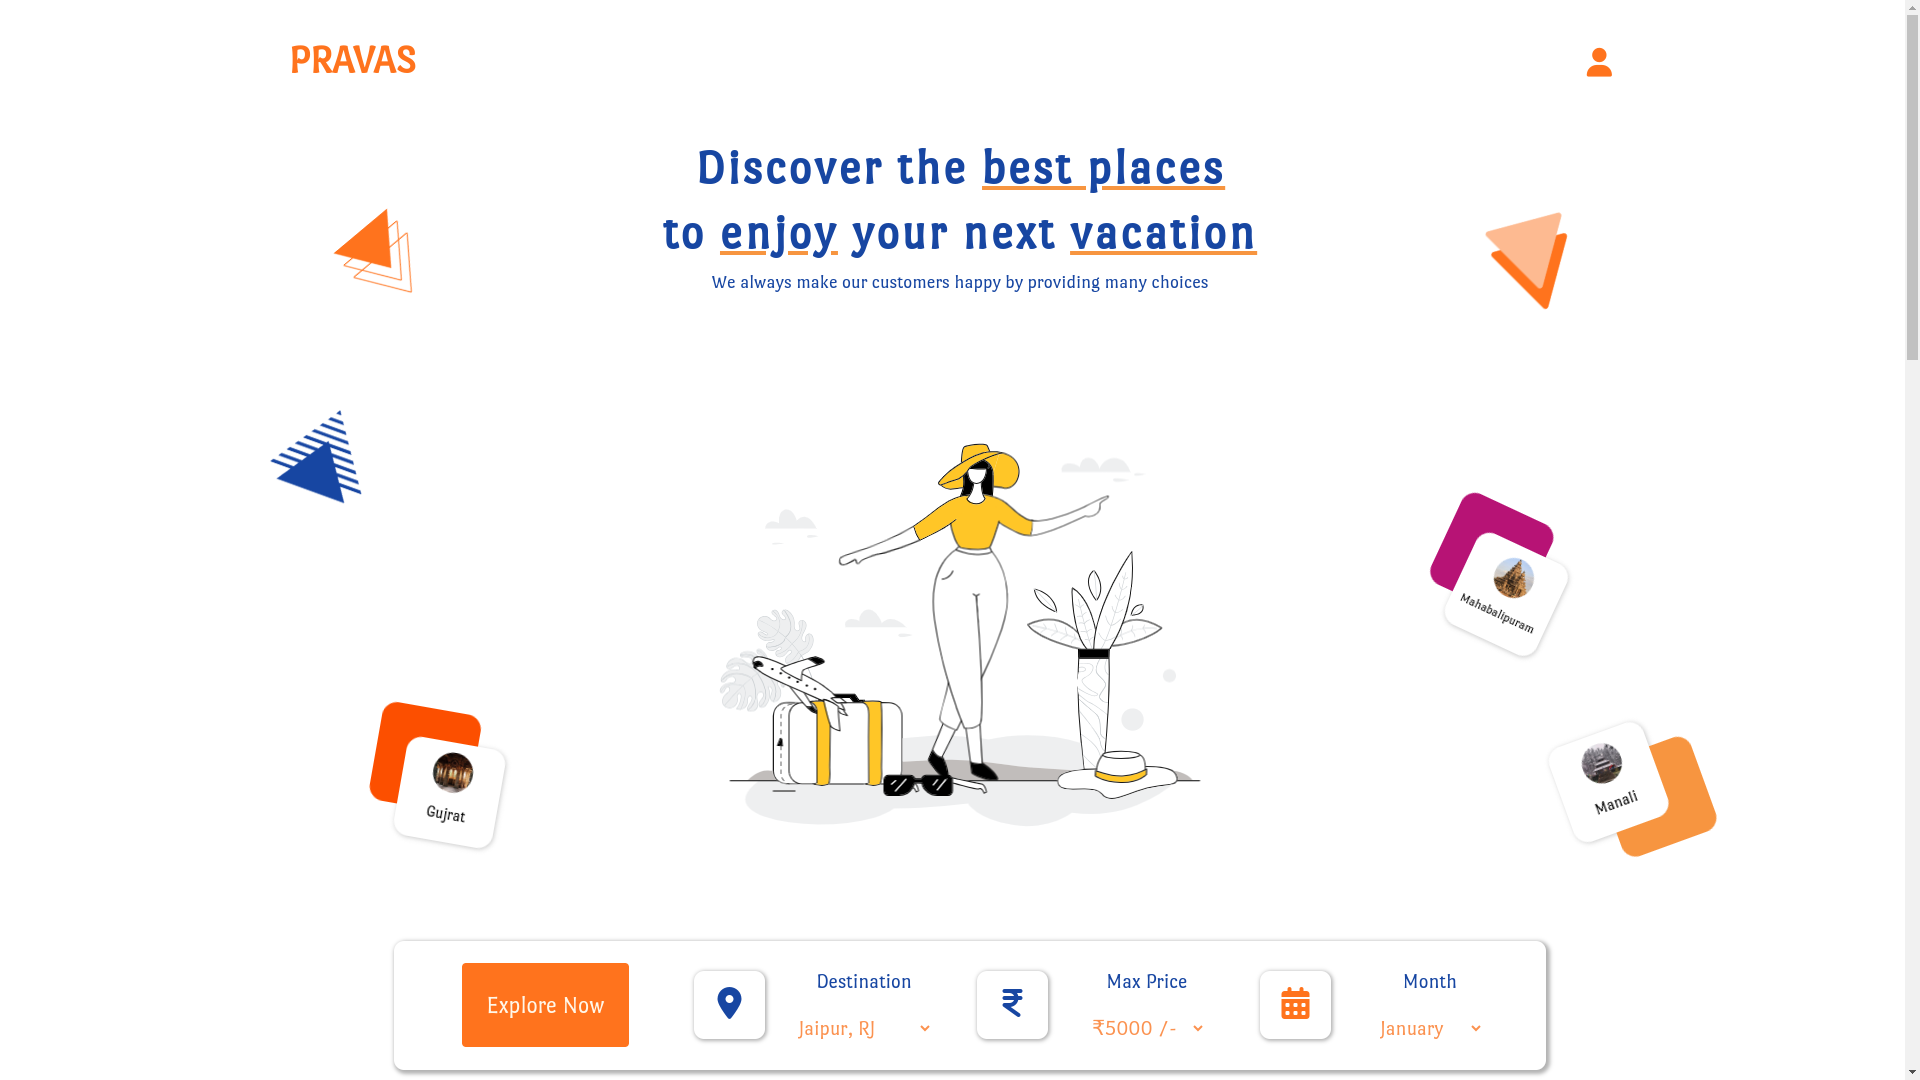 PRAVAS
Discover the best places
to enjoy your next vacation
We always make our customers happy by providing many choices
Mahabalipuram
Gujrat
Manali
Explore Now
Destination
Jaipur, RJ
Max Price
₹5000 /-
Month
January